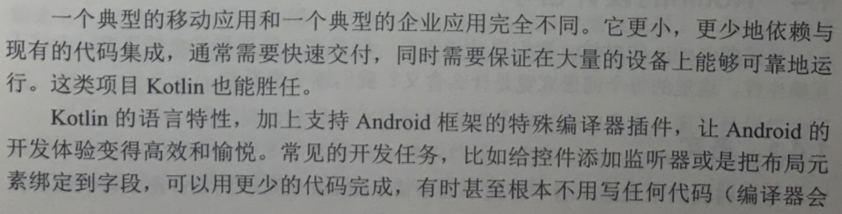 一个典型的移动应用和一个典型的企业应用完全不同。它更小，更少地依赖与
现有的代码集成，通常需要快速交付，同时需要保证在大量的设备上能够可靠地运
行。这类项目 Kotlin 也能胜任。
Kotlin 的语言特性，加上支持 Android 框架的特殊编译器插件，让 Android 的
开发体验变得高效和愉悦。常见的开发任务，比如给控件添加监听器或是把布局元
素绑定到字段，可以用更少的代码完成，有时甚至根本不用写任何代码（编译器会